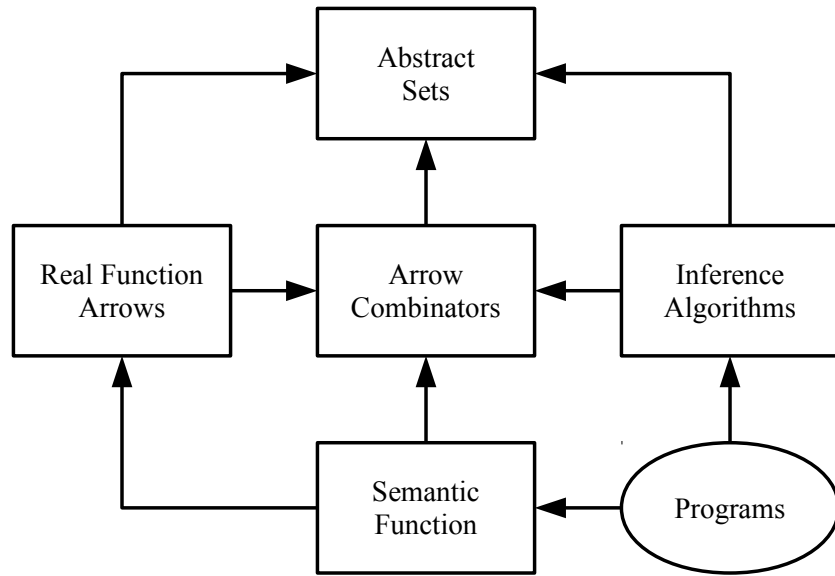 Abstract
Sets
Real Function
Arrows
Arrow
Combinators
Inference
Algorithms
Semantic
Function
Programs